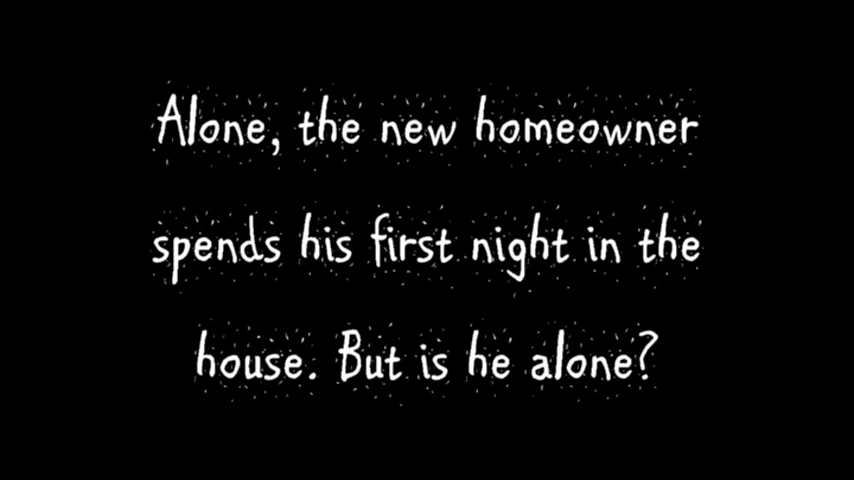 Alone, the new homeowner
spends his first night in the
house. But is he alone?